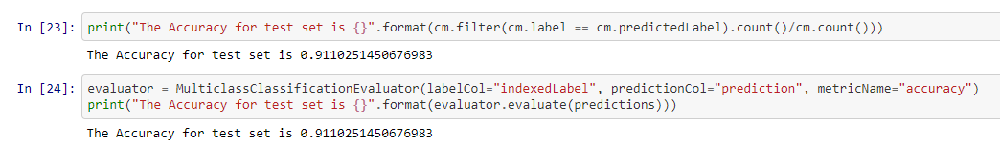 In [23]: print("The Accuracy for test set is {}".format(cm.filter(cm.label == cm.predictedLabel).count()/cm.count()))
The Accuracy for test set is 0.9110251450676983
In [24]: evaluator = MulticlassClassificationEvaluator(labelCol="indexedLabel", predictionCol="prediction", metricName="accuracy")
print("The Accuracy for test set is {}".format(evaluator.evaluate(predictions)))
The Accuracy for test set is 0.9110251450676983